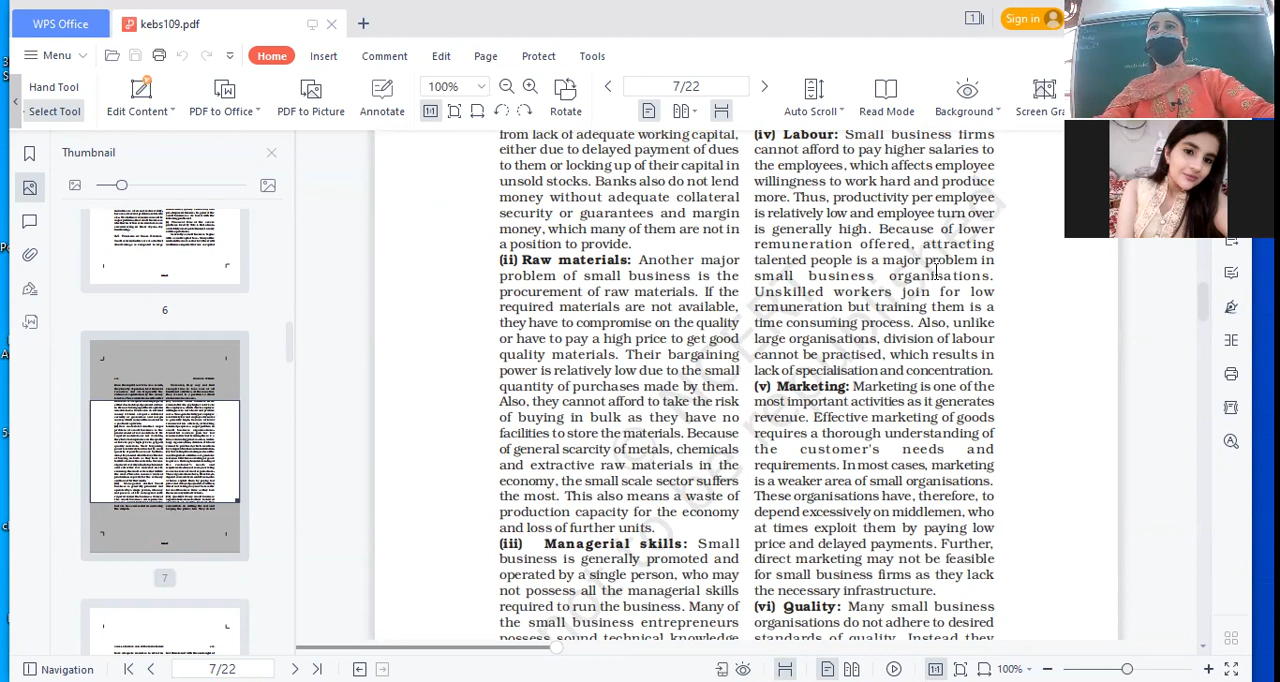 WPS Office
kebs109.pdf
Sign in
Menu
Home
Insert
Comment
Edit
Page
Protect
Tools
Hand Tool
Select Tool
Edit Content
PDF to Office
PDF to Picture
Annotate
100%
Rotate
7/22
Auto Scroll
Read Mode
Background
Screen Gra
Thumbnail
6
7
from lack of adequate working capital,
either due to delayed payment of dues
to them or locking up of their capital in
unsold stocks. Banks also do not lend
money without adequate collateral
security or guarantees and margin
money, which many of them are not in
a position to provide.
(ii) Raw materials: Another major
problem of small business is the
procurement of raw materials. If the
required materials are not available,
they have to compromise on the quality
or have to pay a high price to get good
quality materials. Their bargaining
power is relatively low due to the small
quantity of purchases made by them.
Also, they cannot afford to take the risk
of buying in bulk as they have no
facilities to store the materials. Because
of general scarcity of metals, chemicals
and extractive raw materials in the
economy, the small scale sector suffers
the most. This also means a waste of
production capacity for the economy
and loss of further units.
(iii) Managerial skills: Small
business is generally promoted and
operated by a single person, who may
not possess all the managerial skills
required to run the business. Many of
the small business entrepreneurs
possess sound technical knowledge
(iv) Labour: Small business firms
cannot afford to pay higher salaries to
the employees, which affects employee
willingness to work hard and produce
more. Thus, productivity per employee
is relatively low and employee turn over
is generally high. Because of lower
remuneration offered, attracting
talented people is a major problem in
small business organisations.
Unskilled workers join for low
remuneration but training them is a
time consuming process. Also, unlike
large organisations, division of labour
cannot be practised, which results in
lack of specialisation and concentration.
(v) Marketing: Marketing is one of the
most important activities as it generates
revenue. Effective marketing of goods
requires a thorough understanding of
the customer's needs and
requirements. In most cases, marketing
is a weaker area of small organisations.
These organisations have, therefore, to
depend excessively on middlemen, who
at times exploit them by paying low
price and delayed payments. Further,
direct marketing may not be feasible
for small business firms as they lack
the necessary infrastructure.
(vi) Quality: Many small business
organisations do not adhere to desired
standards of quality. Instead they
Navigation
7/22
100%